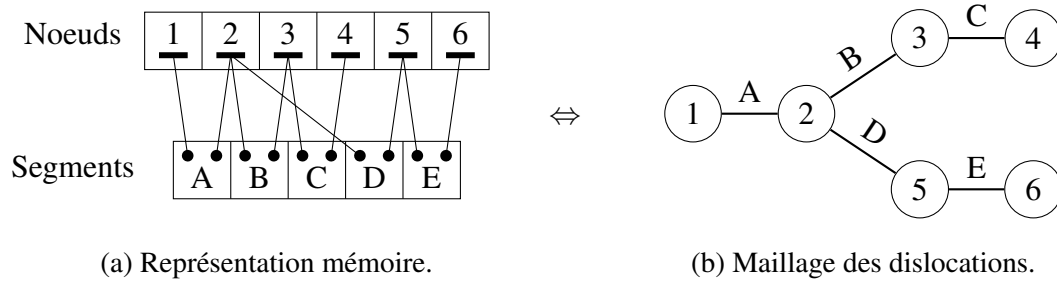 Noeuds 1 2 3 4 5 6
Segments A B C D E
(a) Représentation mémoire.
⇔
1 A 2 B 3 C 4
D 5 E 6
(b) Maillage des dislocations.